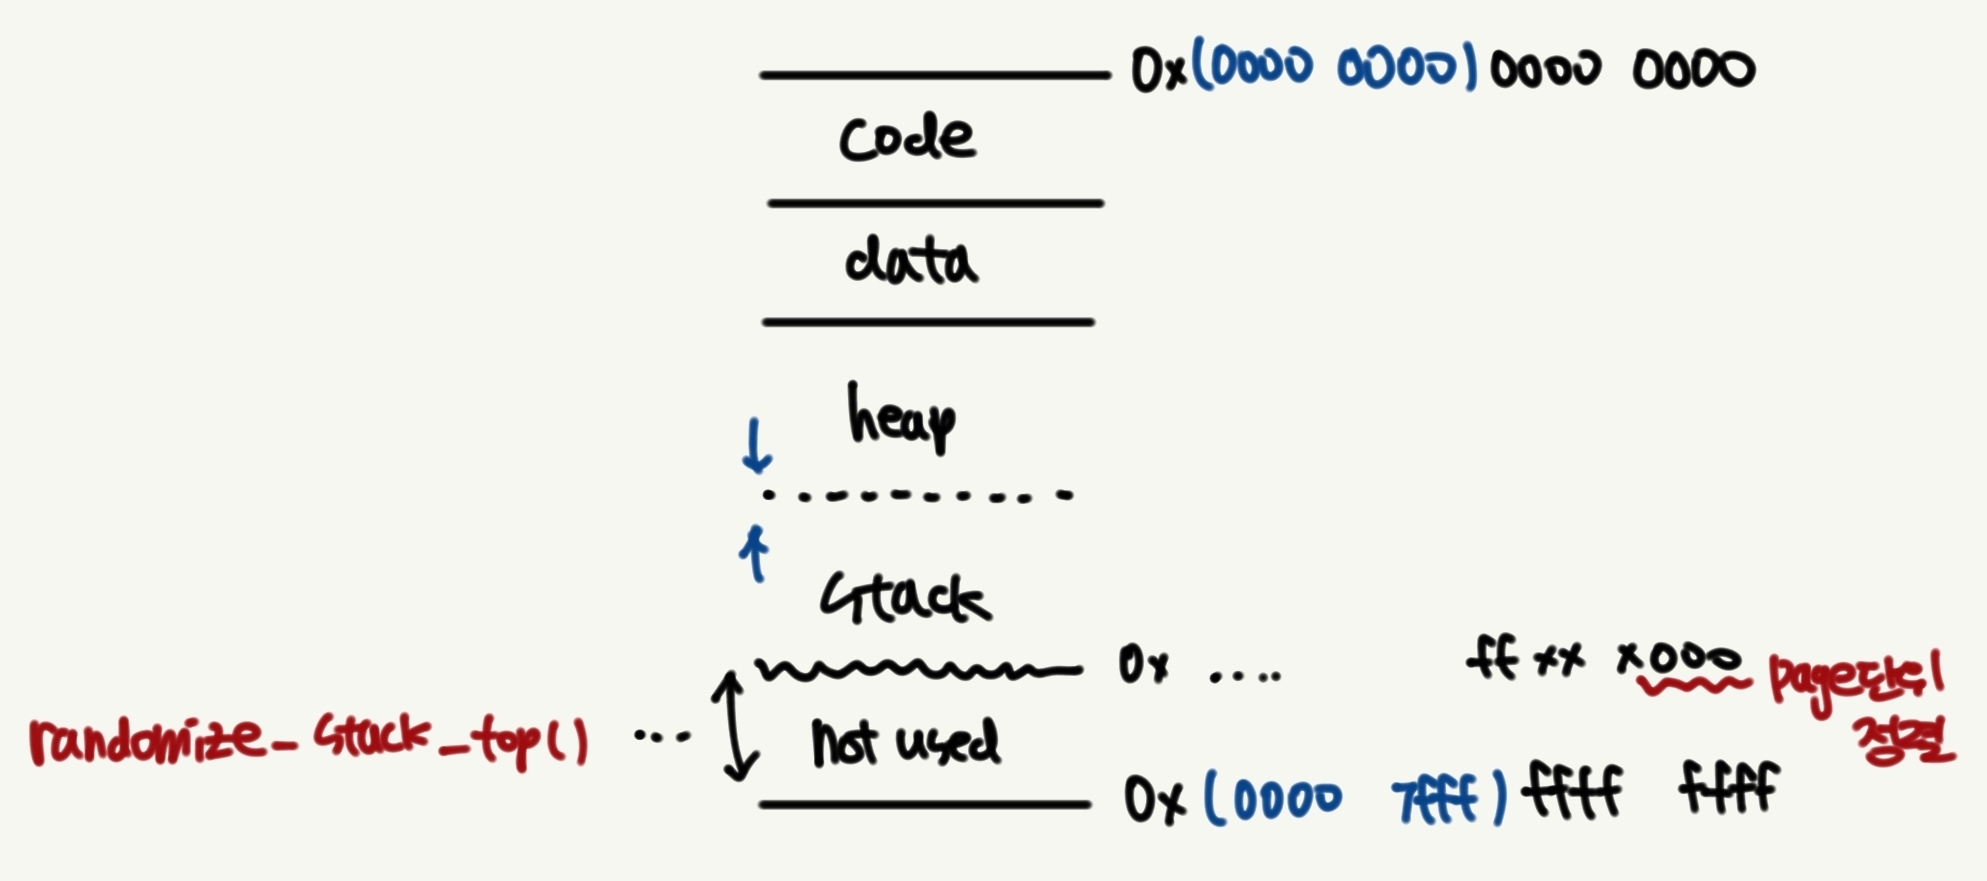 0x(0000 0000) 0000 0000
code
data
heap
stack
0x .... ff xx x000
page단위 정렬
randomize_stack_top() ...
not used
0x(0000 7fff) ffff ffff